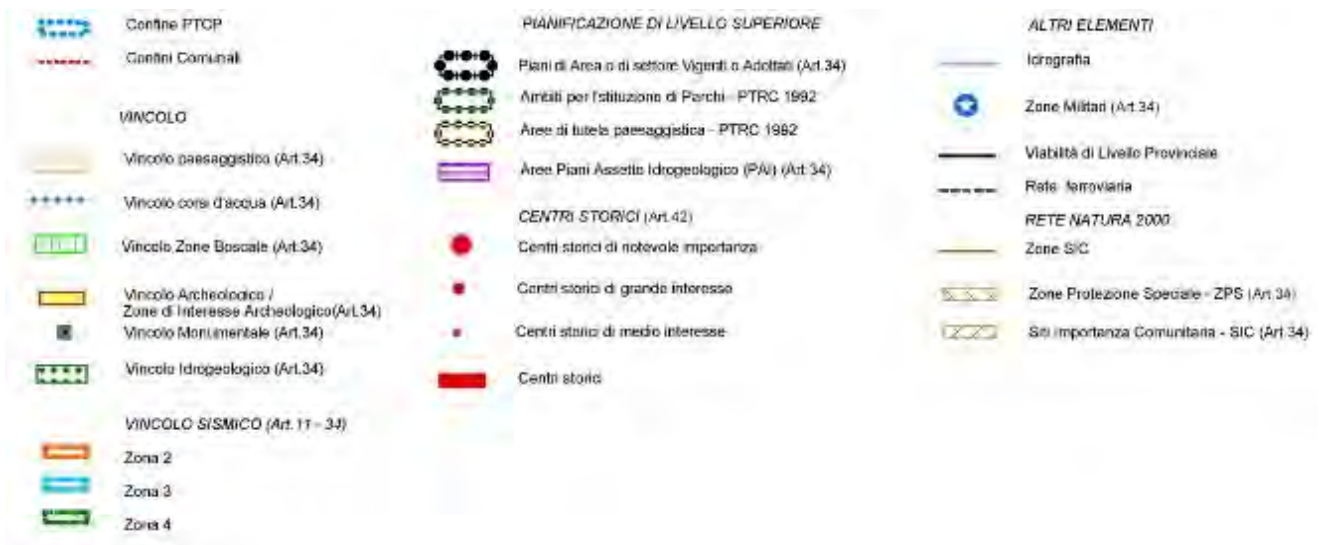 Confine PTCP
Confini Comunali
VINCOLO
Vincolo paesaggistico (Art.34)
Vincolo corsi d'acqua (Art.34)
Vincolo Zone Boscate (Art.34)
Vincolo Archeologico /
Zone di Interesse Archeologico(Art.34)
Vincolo Monumentale (Art.34)
Vincolo Idrogeologico (Art.34)
VINCOLO SISMICO (Art. 11 - 34)
Zona 2
Zona 3
Zona 4
PIANIFICAZIONE DI LIVELLO SUPERIORE
Piani di Area o di settore Vigenti o Adottati (Art.34)
Ambiti per l'istituzione di Parchi - PTRC 1992
Aree di tutela paesaggistica - PTRC 1992
Aree Piani Assetto Idrogeologico (PAI) (Art.34)
CENTRI STORICI (Art.42)
Centri storici di notevole importanza
Centri storici di grande interesse
Centri storici di medio interesse
Centri storici
ALTRI ELEMENTI
Idrografia
Zone Militari (Art.34)
Viabilità di Livello Provinciale
Rete ferroviaria
RETE NATURA 2000
Zone SIC
Zone Protezione Speciale - ZPS (Art.34)
Siti Importanza Comunitaria - SIC (Art.34)